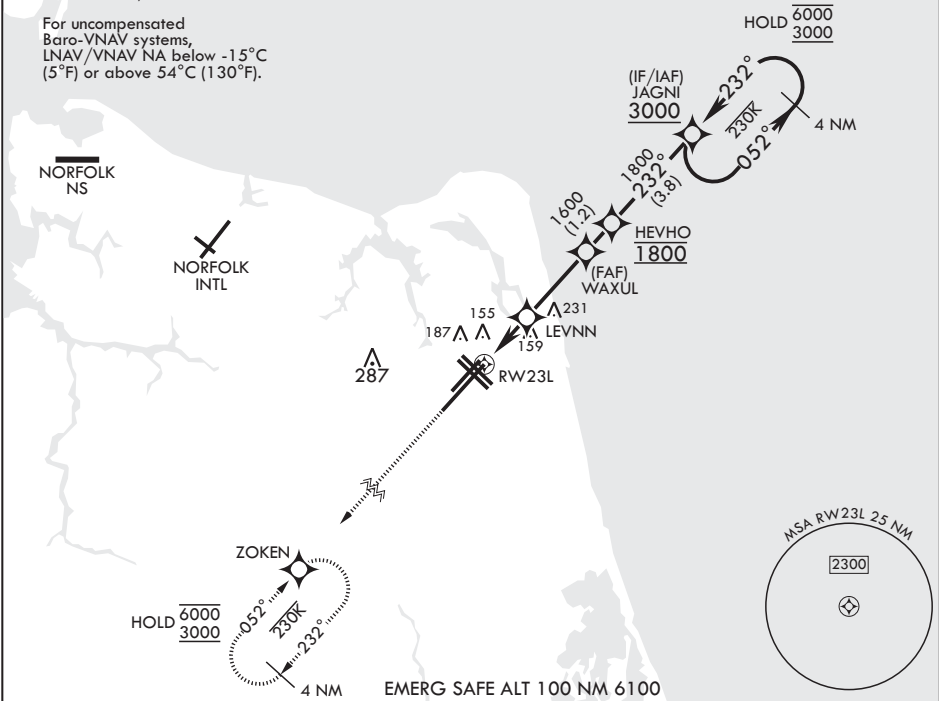 For uncompensated
Baro-VNAV systems,
LNAV/VNAV NA below -15°C
(5°F) or above 54°C (130°F).
HOLD 6000
3000
(IF/IAF)
JAGNI
3000
232°
230K
052°
4 NM
NORFOLK
NS
1800
232°
(3.8)
1600
(1.2)
HEVHO
1800
NORFOLK
INTL
(FAF)
WAXUL
231
155
187
LEVNN
159
287
RW23L
MSA RW23L 25 NM
2300
ZOKEN
HOLD 6000
3000
052°
230K
232°
4 NM
EMERG SAFE ALT 100 NM 6100